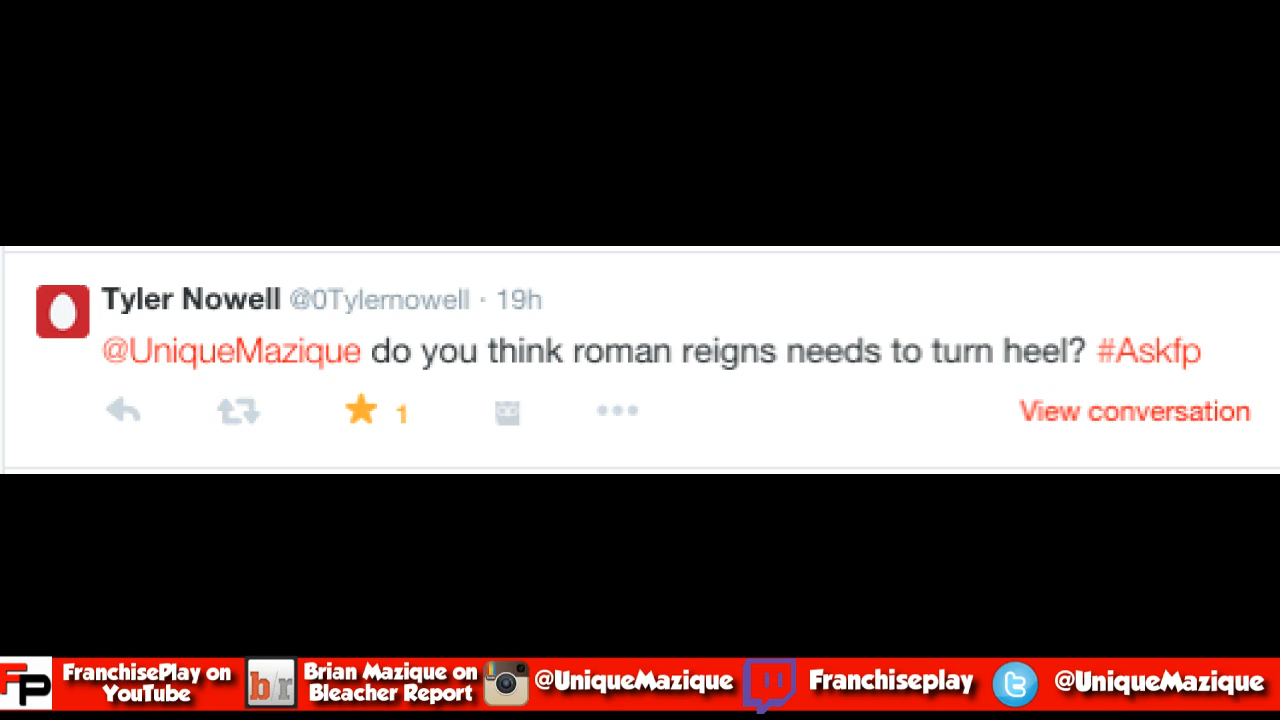 Tyler Nowell @0Tylernowell · 19h
@UniqueMazique do you think roman reigns needs to turn heel? #Askfp
1
View conversation
FP FranchisePlay on YouTube b/r Brian Mazique on Bleacher Report @UniqueMazique Franchiseplay @UniqueMazique